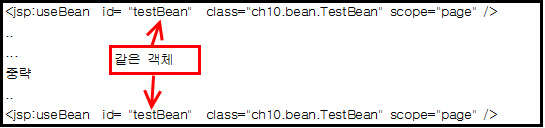 <jsp:useBean id= "testBean" class="ch10.bean.TestBean" scope="page" />
..
...
같은 객체
중략
..
<jsp:useBean id= "testBean" class="ch10.bean.TestBean" scope="page" />